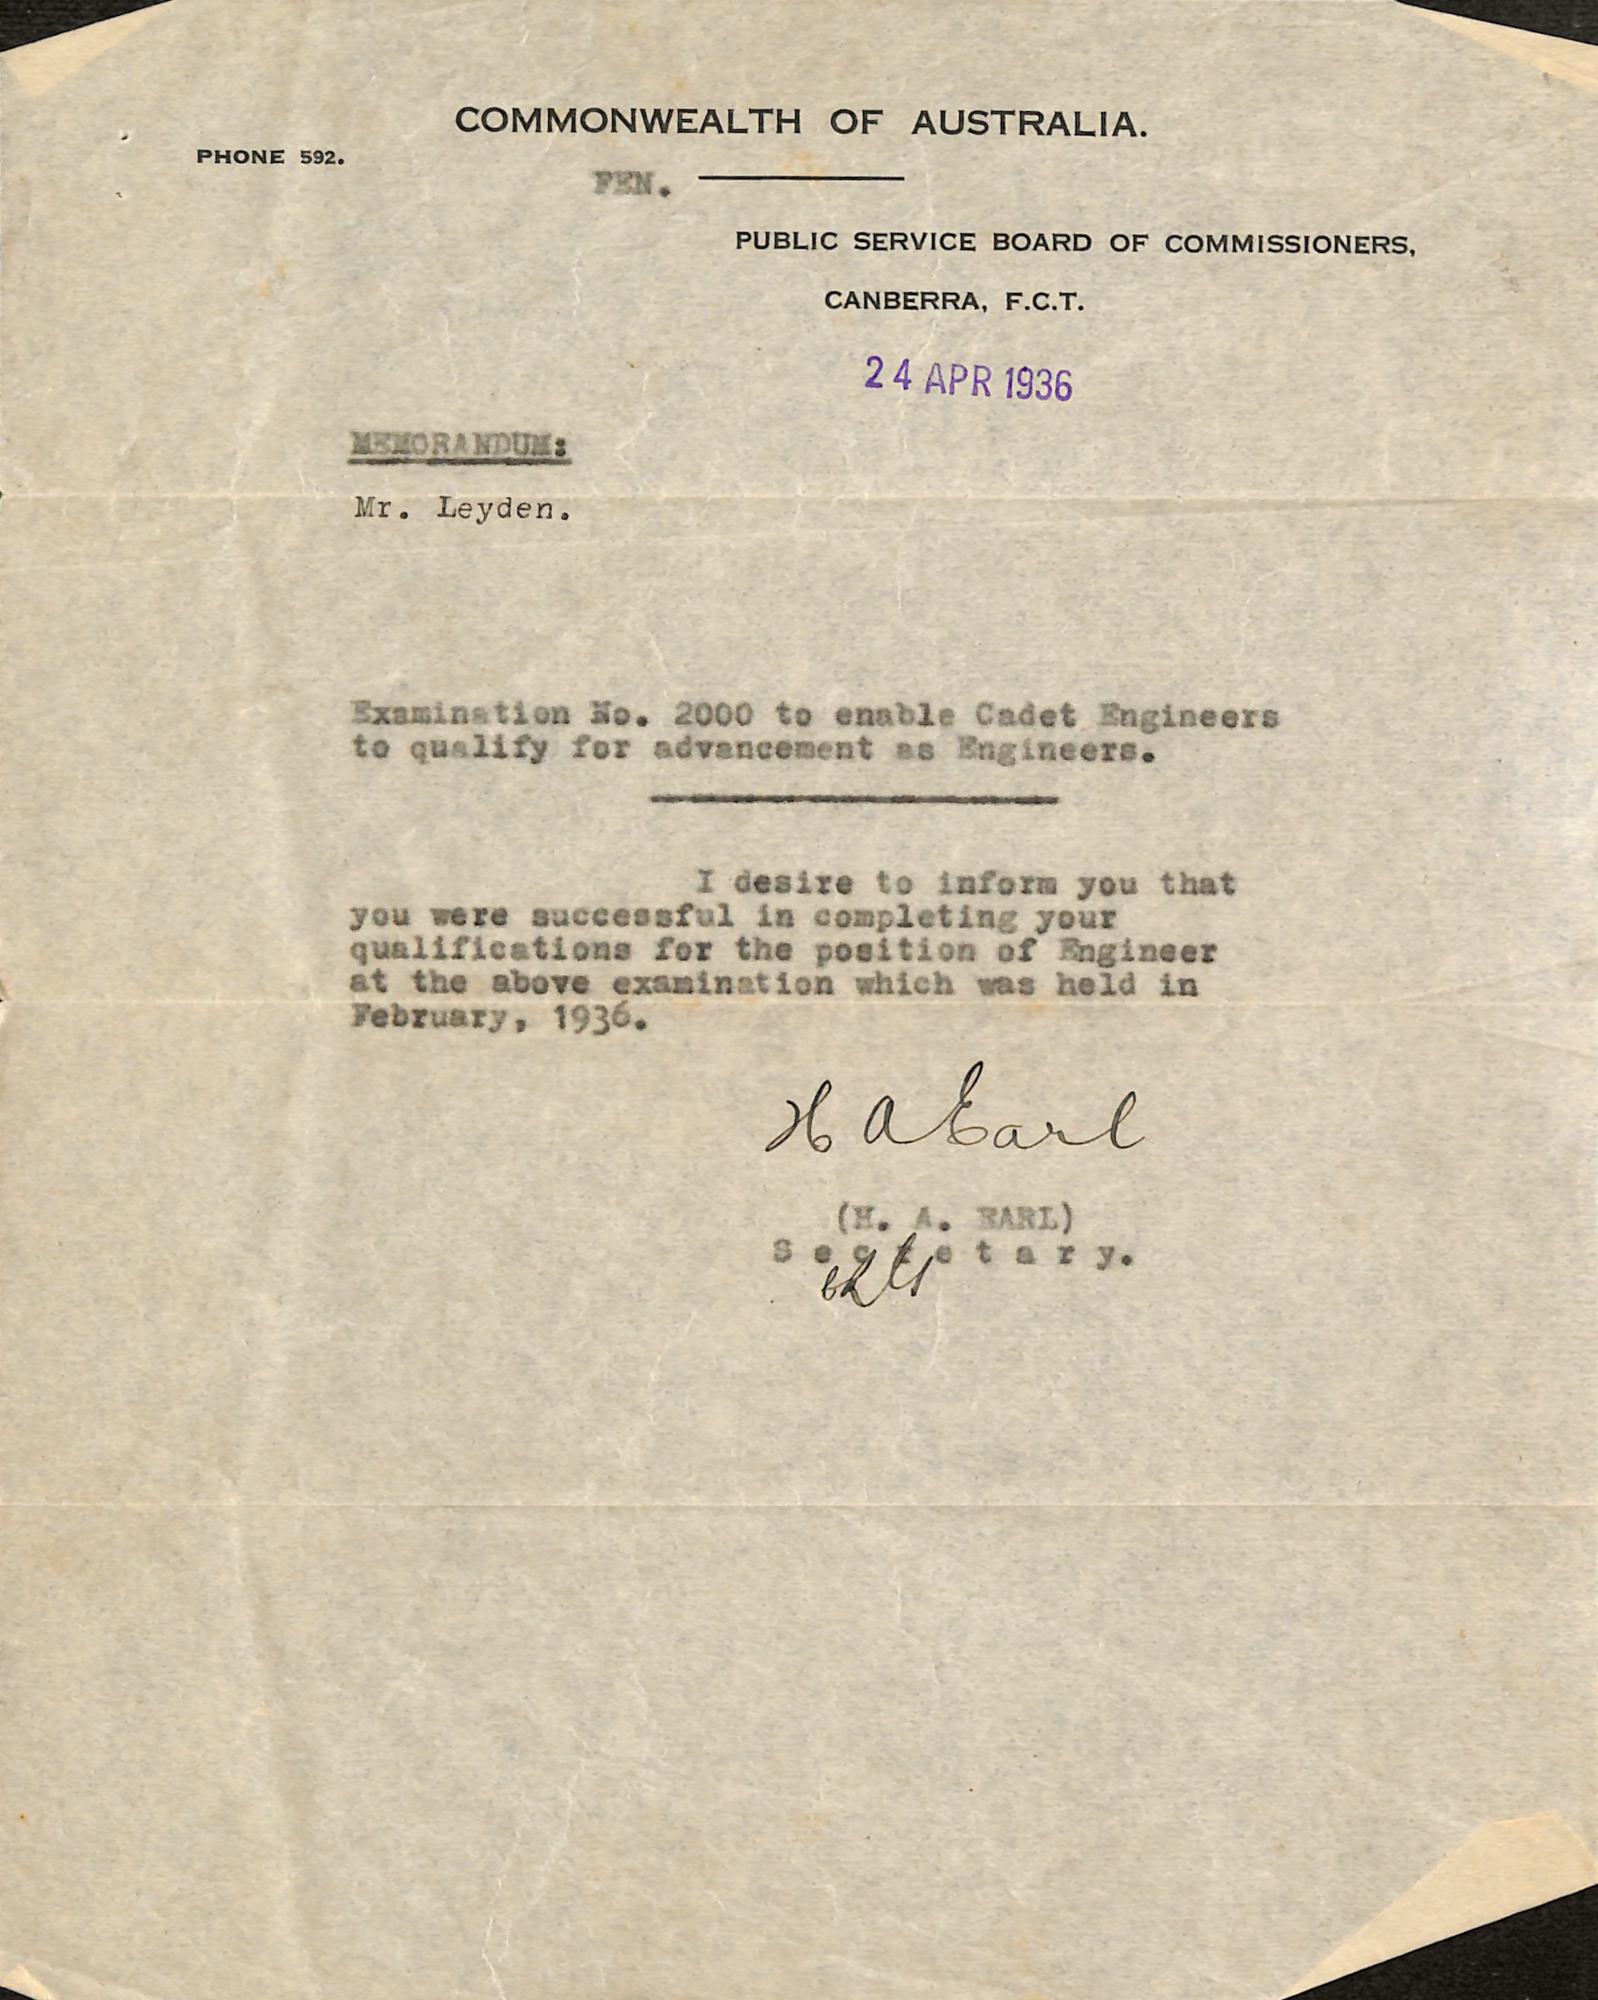 COMMONWEALTH OF AUSTRALIA.
PHONE 592.
FEN.
PUBLIC SERVICE BOARD OF COMMISSIONERS,
CANBERRA, F.C.T.
24 APR 1936
MEMORANDUM:
Mr. Leyden.
Examination No. 2000 to enable Cadet Engineers
to qualify for advancement as Engineers.
I desire to inform you that
you were successful in completing your
qualifications for the position of Engineer
at the above examination which was held in
February, 1936.
H A Earl
(H. A. EARL)
Secretary.